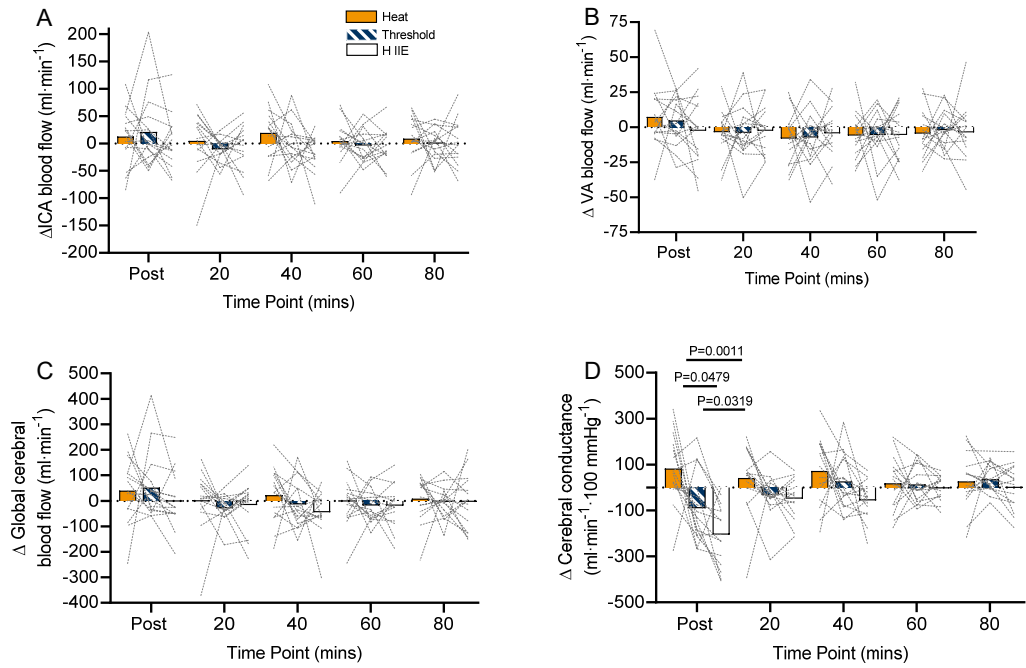 A
Heat
Threshold
H IIE
ΔICA blood flow (ml·min⁻¹)
200
150
100
50
0
-50
-100
-150
-200
Post 20 40 60 80
Time Point (mins)
B
Δ VA blood flow (ml·min⁻¹)
75
50
25
0
-25
-50
-75
Post 20 40 60 80
Time Point (mins)
C
Δ Global cerebral
blood flow (ml·min⁻¹)
500
400
300
200
100
0
-100
-200
-300
-400
Post 20 40 60 80
Time Point (mins)
D
P=0.0011
P=0.0479
P=0.0319
Δ Cerebral conductance
(ml·min⁻¹·100 mmHg⁻¹)
500
300
100
-100
-300
-500
Post 20 40 60 80
Time Point (mins)